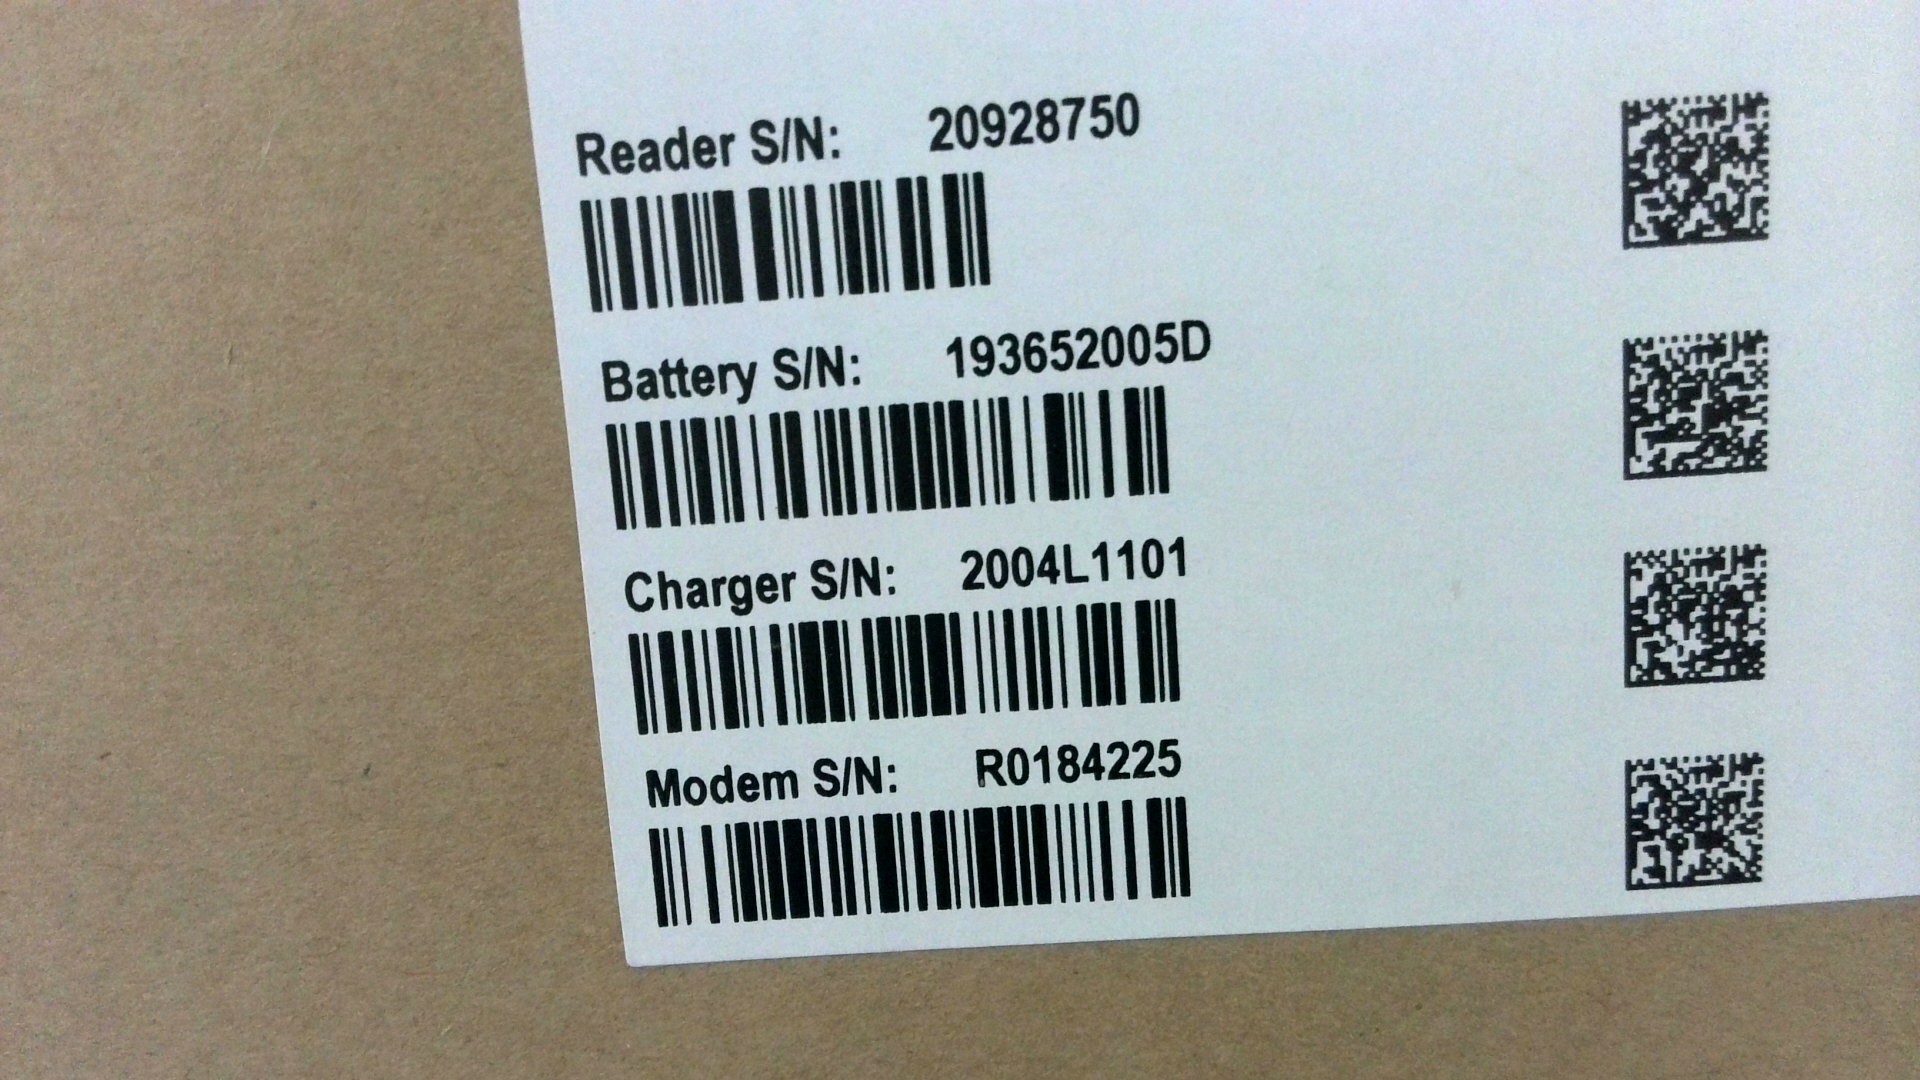 Reader S/N: 20928750
Battery S/N: 193652005D
Charger S/N: 2004L1101
Modem S/N: R0184225